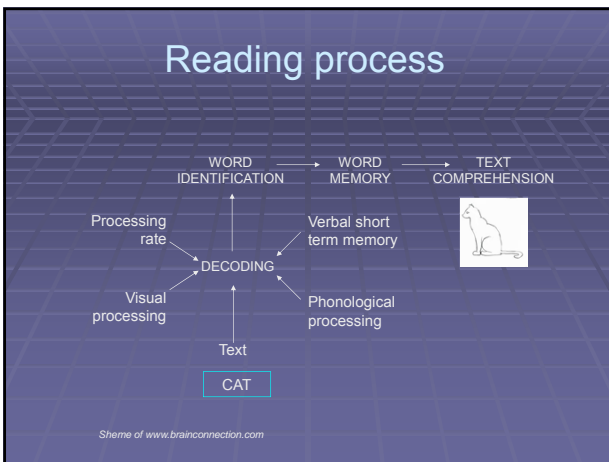 Reading process
WORD
IDENTIFICATION
WORD
MEMORY
TEXT
COMPREHENSION
Processing
rate
Verbal short
term memory
DECODING
Visual
processing
Phonological
processing
Text
CAT
Sheme of www.brainconnection.com